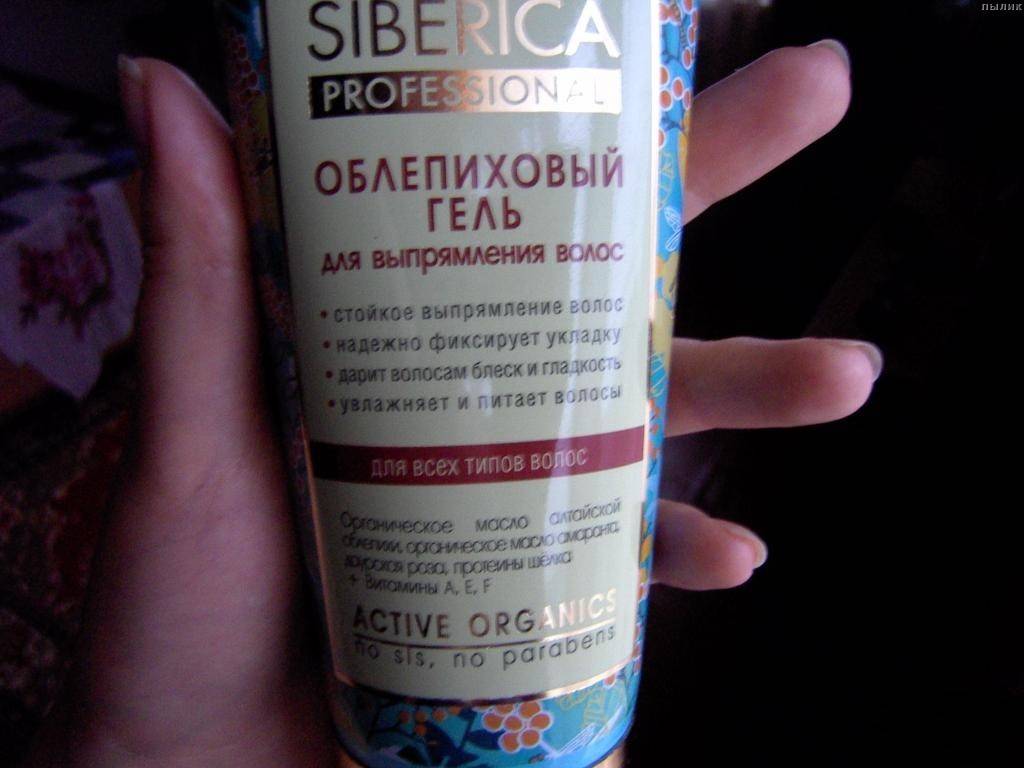 пылик
SIBERICA
PROFESSIONAL
ОБЛЕПИХОВЫЙ
ГЕЛЬ
для выпрямления волос
• стойкое выпрямление волос
• надежно фиксирует укладку
• дарит волосам блеск и гладкость
• увлажняет и питает волосы
для всех типов волос
Органическое масло алтайской
облепихи, органическое масло амаранта,
даурская роза, протеины шёлка
+ Витамины A, E, F
ACTIVE ORGANICS
no sls, no parabens